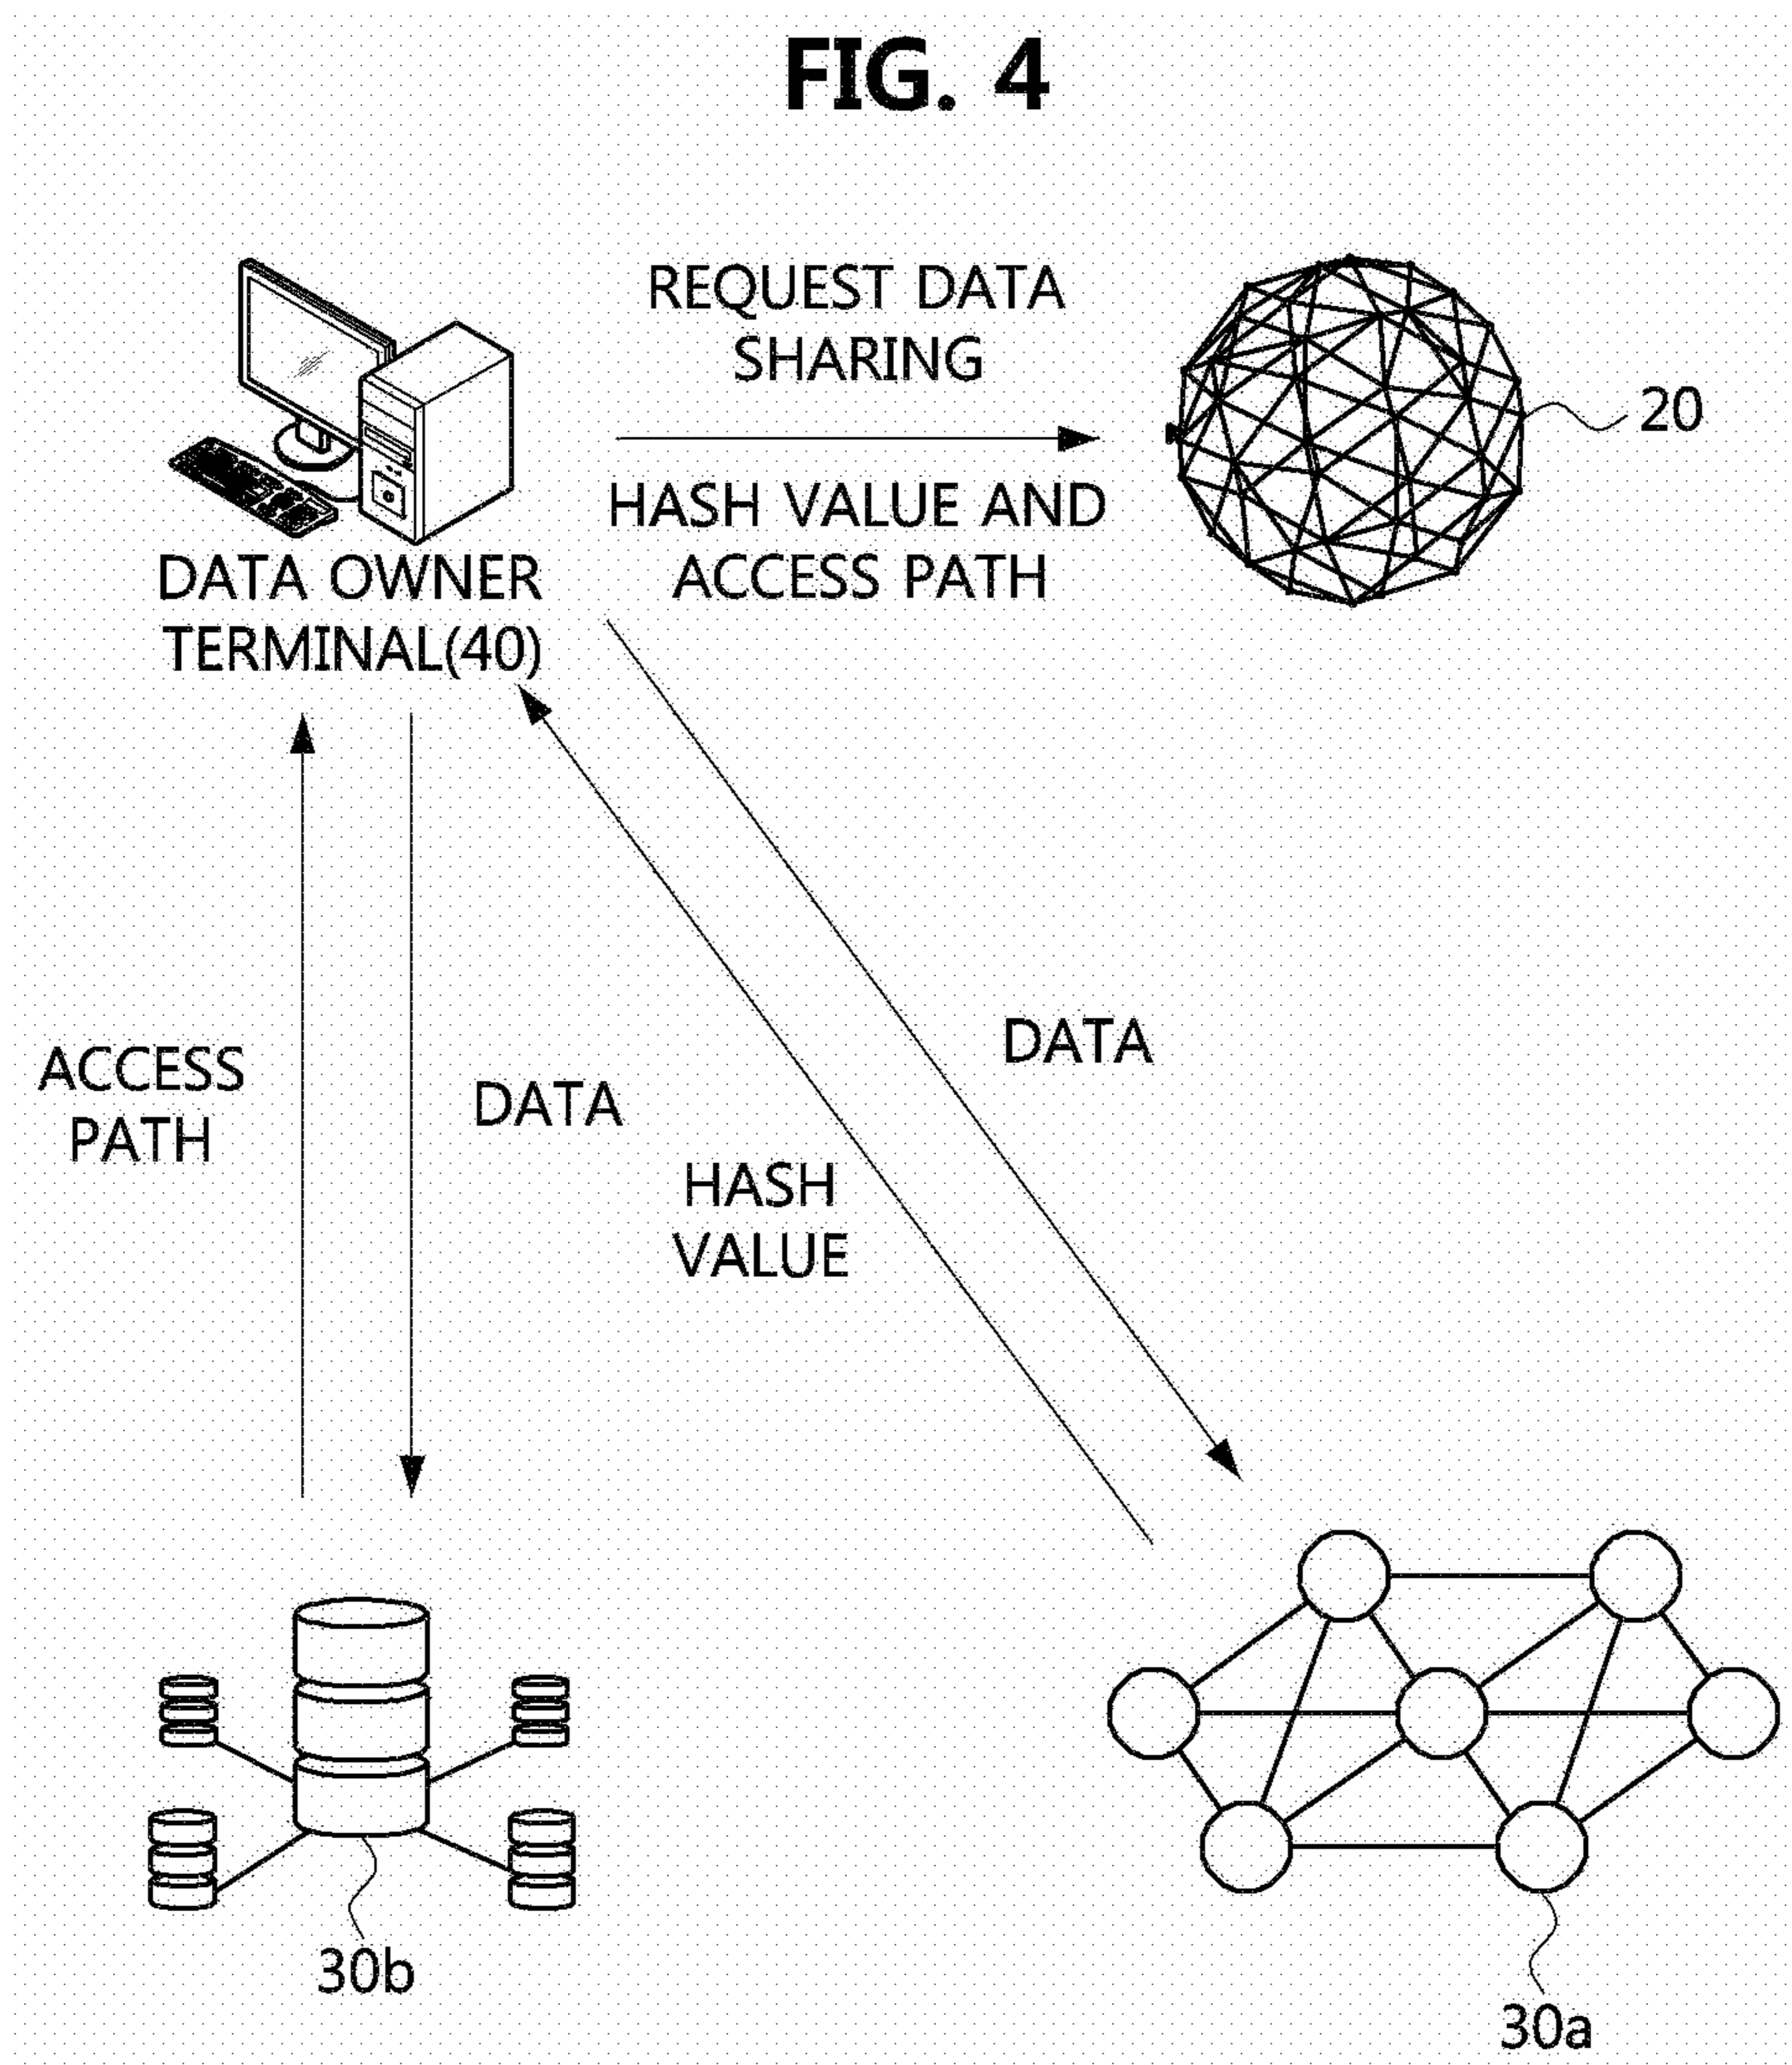 FIG. 4
REQUEST DATA
SHARING
20
HASH VALUE AND
ACCESS PATH
DATA OWNER
TERMINAL(40)
ACCESS
PATH
DATA
HASH
VALUE
DATA
30b
30a